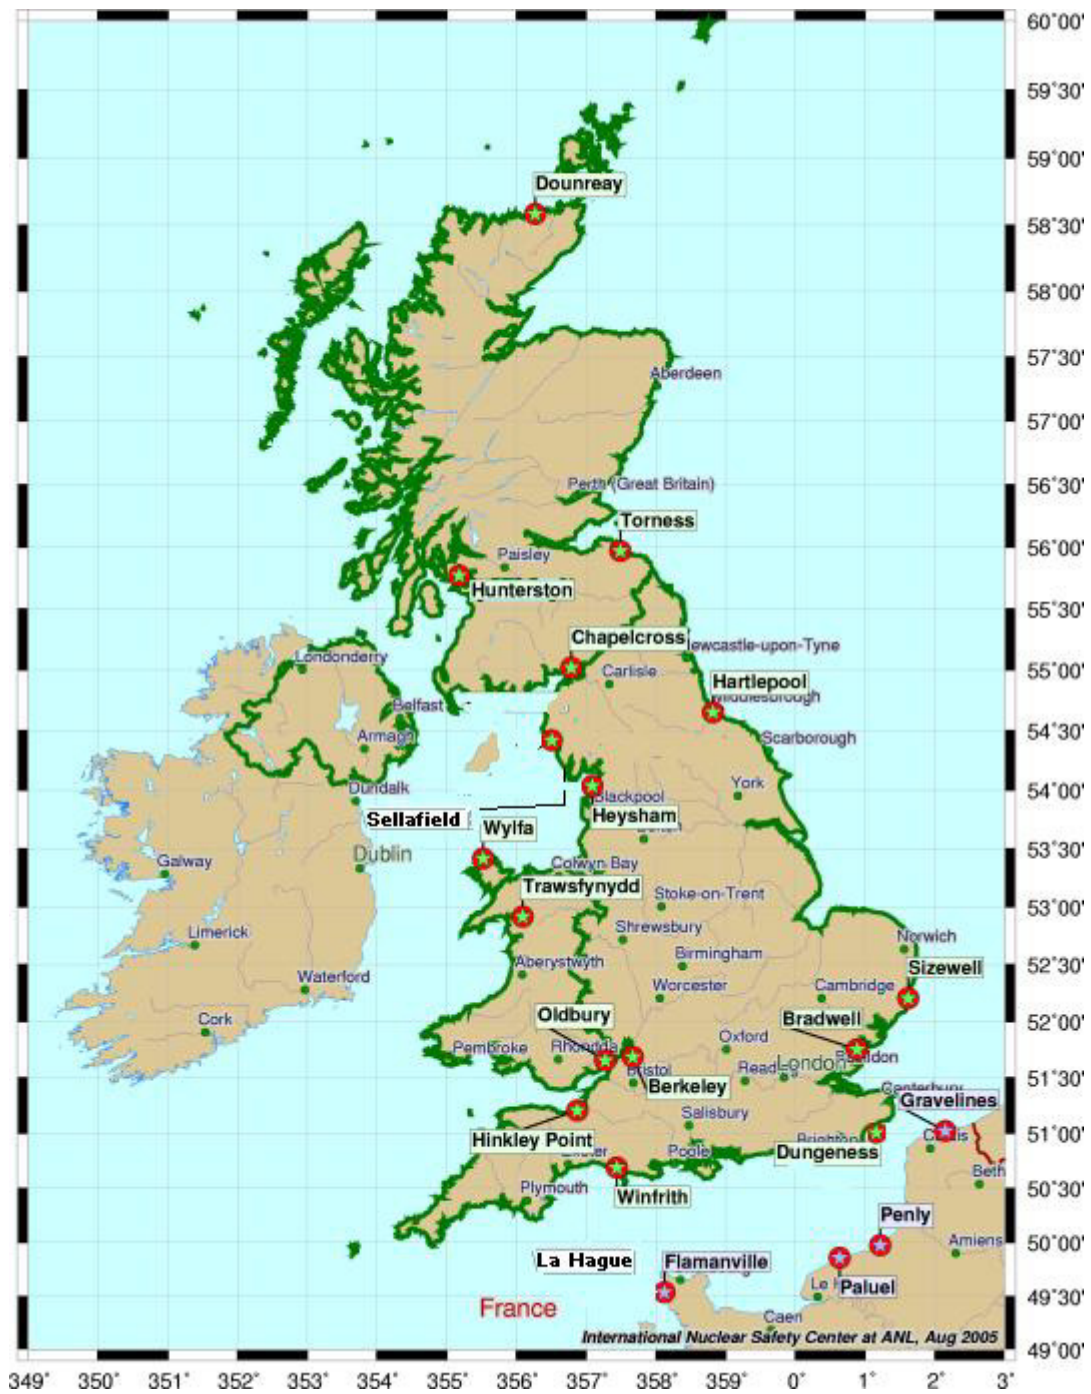 60°00'
59°30'
59°00'
Dounreay
58°30'
58°00'
57°30'
Aberdeen
57°00'
Perth (Great Britain)
56°30'
Torness
56°00'
Paisley
Hunterston
55°30'
Chapelcross
ewcastle-upon-Tyne
Londonderry
55°00'
Carlisle
Hartlepool
Middlesbrough
Belfast
54°30'
Armagh
Scarborough
York
54°00'
Dundalk
Blackpool
Sellafield
Heysham
Wylfa
53°30'
Dublin
Galway
Colwyn Bay
Trawsfynydd
Stoke-on-Trent
53°00'
Limerick
Shrewsbury
Norwich
Birmingham
52°30'
Aberystwyth
Sizewell
Waterford
Worcester
Cambridge
Oldbury
Bradwell
52°00'
Cork
Pembroke
Rhondda
Oxford
London
Bristol
Reading
51°30'
Berkeley
Canterbury
Gravelines
Salisbury
Hinkley Point
Brighton
51°00'
Exeter
Poole
Dungeness
Beth
Plymouth
Winfrith
50°30'
Penly
Amiens
50°00'
La Hague
Flamanville
Le H
Paluel
49°30'
France
Caen
International Nuclear Safety Center at ANL, Aug 2005
49°00'
349° 350° 351° 352° 353° 354° 355° 356° 357° 358° 359° 0° 1° 2° 3°